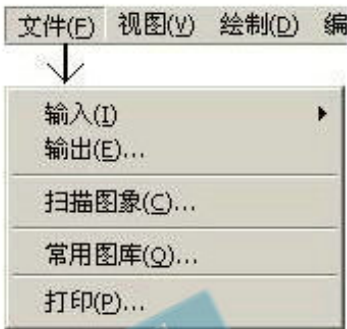 文件(F) 视图(V) 绘制(D) 编
输入(I)
输出(E)...
扫描图象(C)...
常用图库(Q)...
打印(P)...